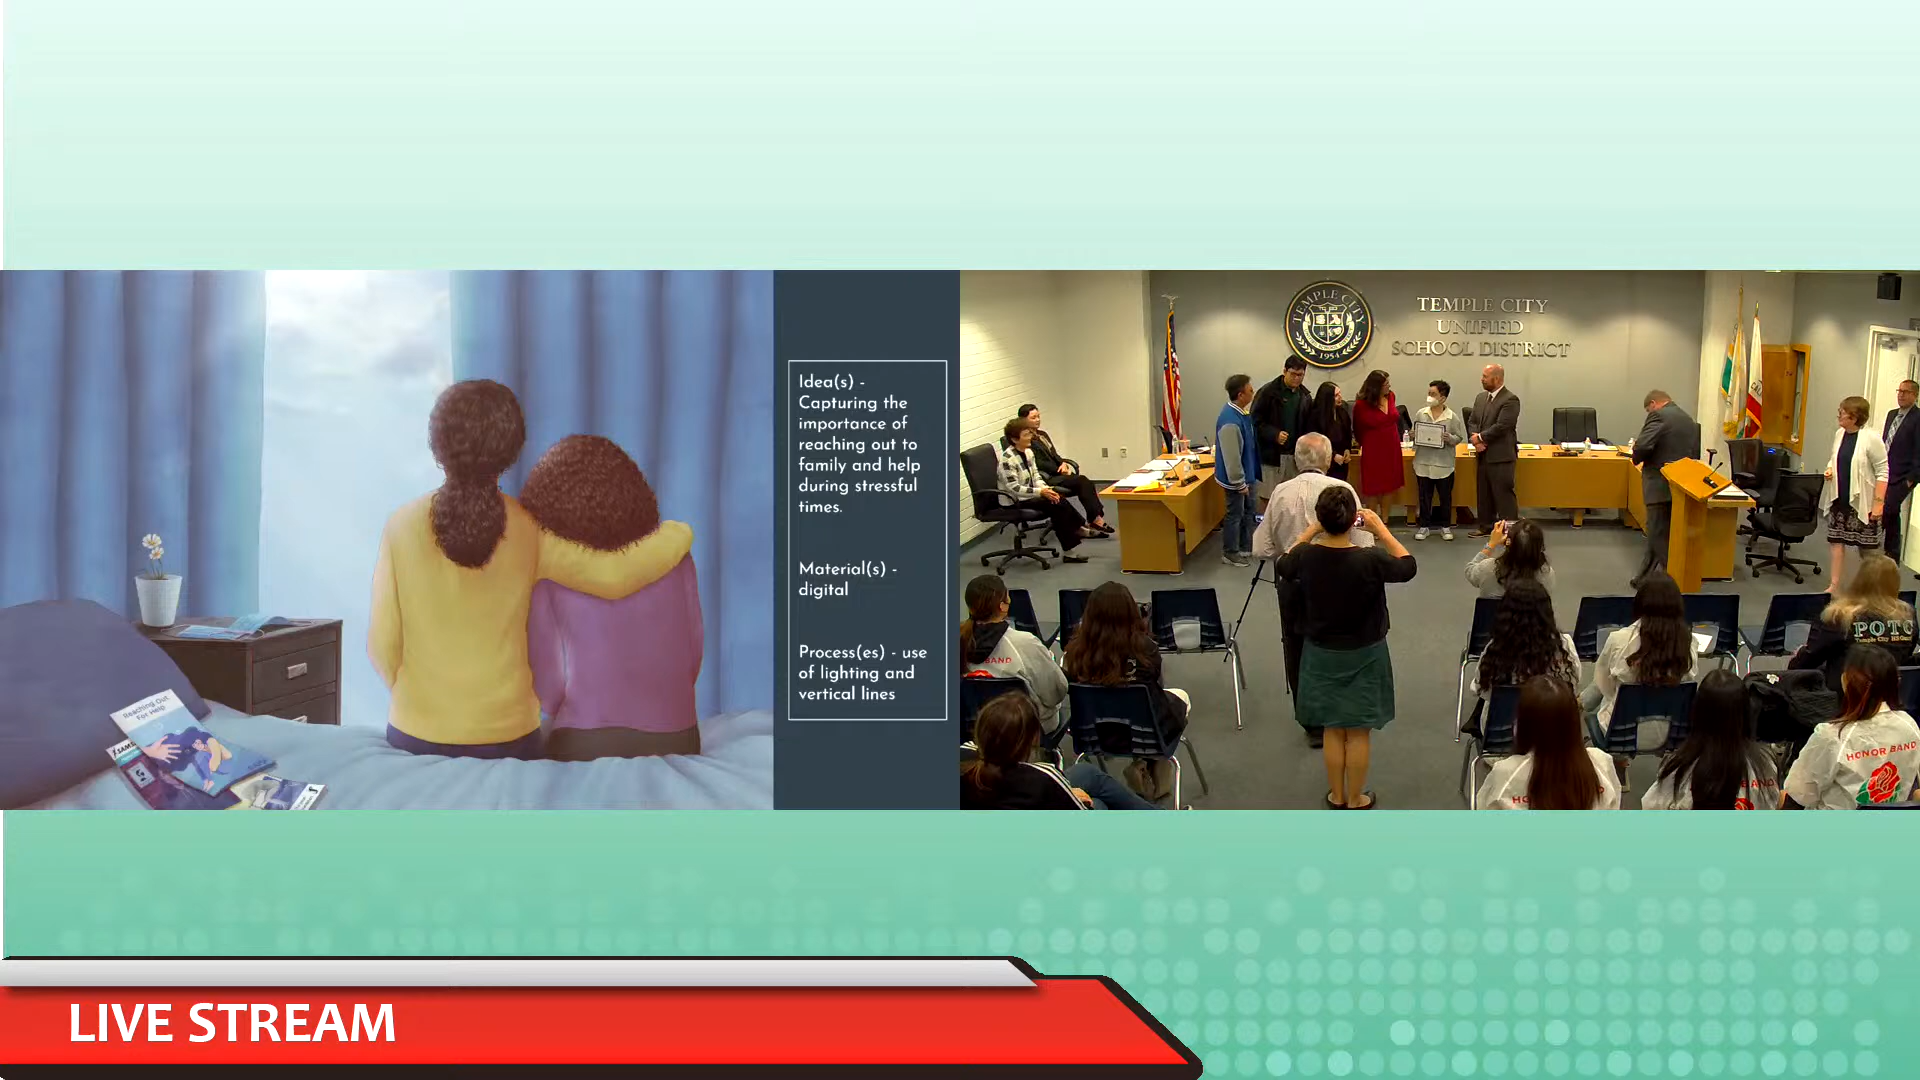 Idea(s) -
Capturing the
importance of
reaching out to
family and help
during stressful
times.
Material(s) -
digital
Process(es) - use
of lighting and
vertical lines
Reaching Out
For Help
TEMPLE CITY
1954
TEMPLE CITY
UNIFIED
SCHOOL DISTRICT
BAND
POTC
HONOR BAND
LIVE STREAM